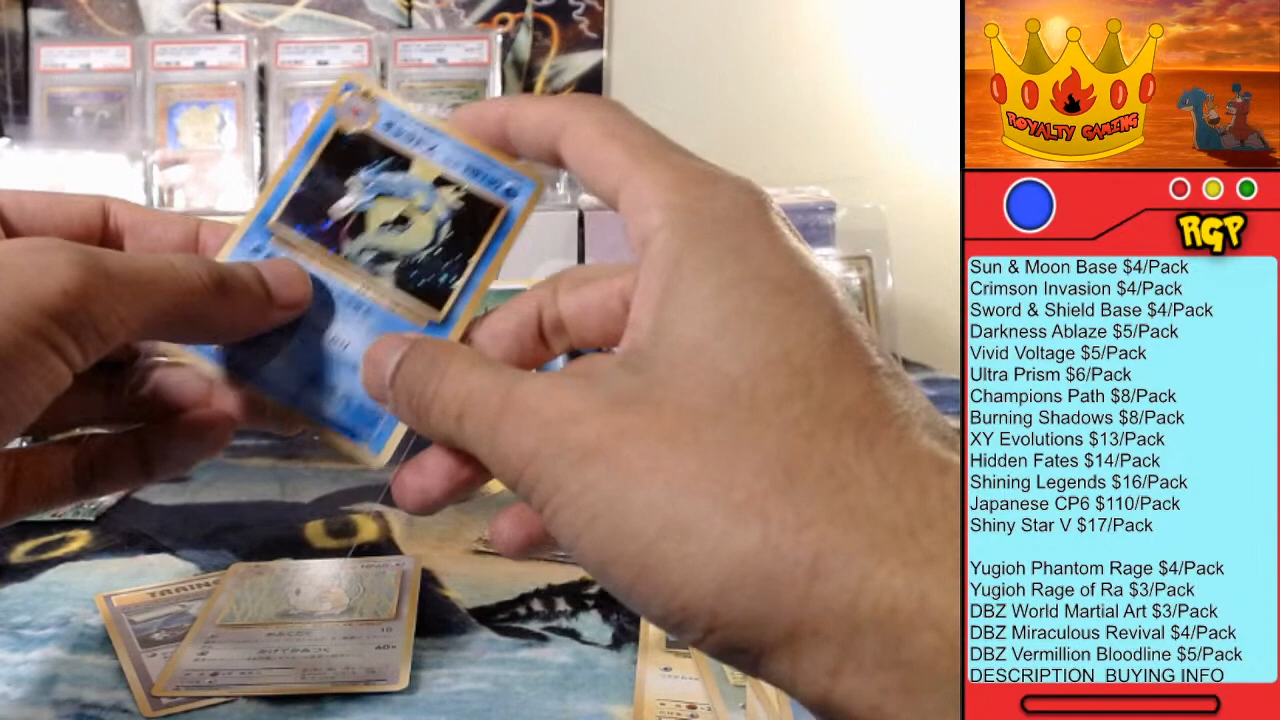 ROYALTY GAMING
RGP
Sun & Moon Base $4/Pack
Crimson Invasion $4/Pack
Sword & Shield Base $4/Pack
Darkness Ablaze $5/Pack
Vivid Voltage $5/Pack
Ultra Prism $6/Pack
Champions Path $8/Pack
Burning Shadows $8/Pack
XY Evolutions $13/Pack
Hidden Fates $14/Pack
Shining Legends $16/Pack
Japanese CP6 $110/Pack
Shiny Star V $17/Pack
Yugioh Phantom Rage $4/Pack
Yugioh Rage of Ra $3/Pack
DBZ World Martial Art $3/Pack
DBZ Miraculous Revival $4/Pack
DBZ Vermillion Bloodline $5/Pack
DESCRIPTION BUYING INFO
TRAINE
10
60×